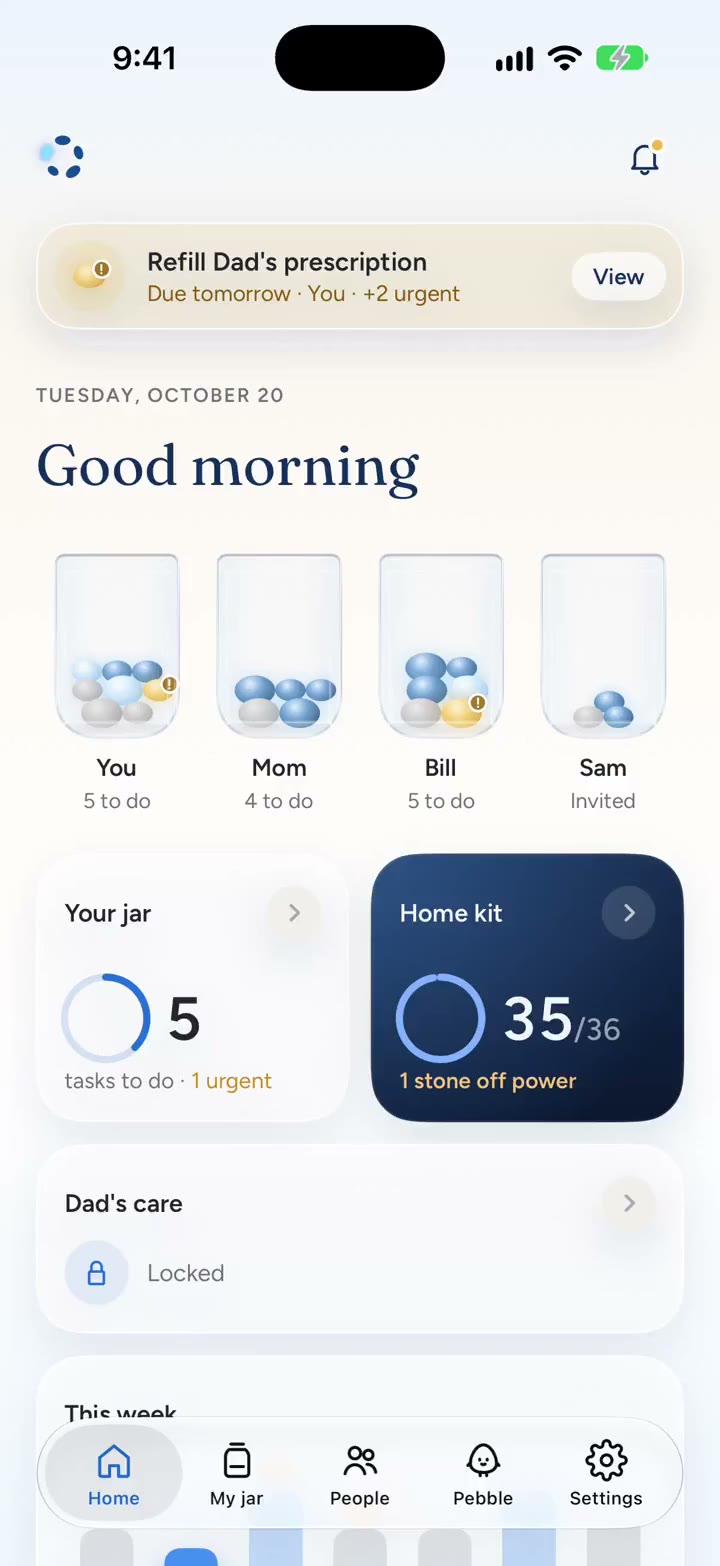 9:41
Refill Dad's prescription
Due tomorrow · You · +2 urgent
View
TUESDAY, OCTOBER 20
Good morning
You
5 to do
Mom
4 to do
Bill
5 to do
Sam
Invited
Your jar
5
tasks to do · 1 urgent
Home kit
35/36
1 stone off power
Dad's care
Locked
This week
Home
My jar
People
Pebble
Settings